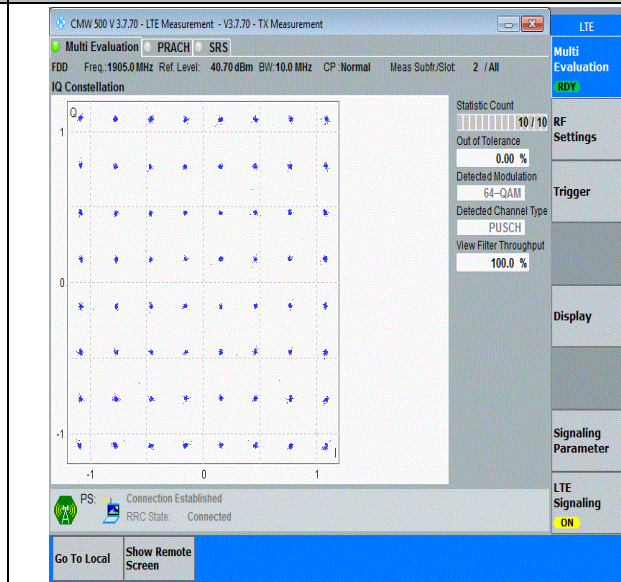 CMW 500 V 3.7.70 - LTE Measurement - V3.7.70 - TX Measurement
LTE
Multi Evaluation PRACH SRS
Multi
Evaluation
RDY
FDD Freq.:1905.0 MHz Ref. Level: 40.70 dBm BW:10.0 MHz CP :Normal Meas Subfr./Slot: 2 / All
IQ Constellation
Q
1
0
-1
-1
0
1
I
Statistic Count
10 / 10
Out of Tolerance
0.00 %
Detected Modulation
64-QAM
Detected Channel Type
PUSCH
View Filter Throughput
100.0 %
RF
Settings
Trigger
Display
Signaling
Parameter
LTE
Signaling
ON
PS: Connection Established
RRC State: Connected
Go To Local
Show Remote
Screen